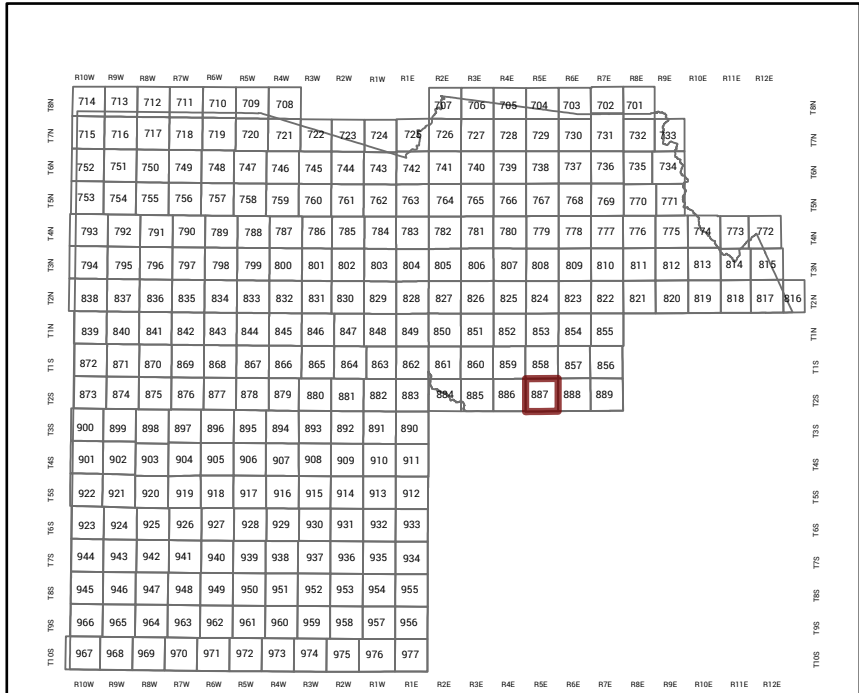 R10W R9W R8W R7W R6W R5W R4W R3W R2W R1W R1E R2E R3E R4E R5E R6E R7E R8E R9E R10E R11E R12E
T8N 714 713 712 711 710 709 708 707 706 705 704 703 702 701 T8N
T7N 715 716 717 718 719 720 721 722 723 724 725 726 727 728 729 730 731 732 733 T7N
T6N 752 751 750 749 748 747 746 745 744 743 742 741 740 739 738 737 736 735 734 T6N
T5N 753 754 755 756 757 758 759 760 761 762 763 764 765 766 767 768 769 770 771 T5N
T4N 793 792 791 790 789 788 787 786 785 784 783 782 781 780 779 778 777 776 775 774 773 772 T4N
T3N 794 795 796 797 798 799 800 801 802 803 804 805 806 807 808 809 810 811 812 813 814 815 T3N
T2N 838 837 836 835 834 833 832 831 830 829 828 827 826 825 824 823 822 821 820 819 818 817 816 T2N
T1N 839 840 841 842 843 844 845 846 847 848 849 850 851 852 853 854 855 T1N
T1S 872 871 870 869 868 867 866 865 864 863 862 861 860 859 858 857 856 T1S
T2S 873 874 875 876 877 878 879 880 881 882 883 884 885 886 887 888 889 T2S
T3S 900 899 898 897 896 895 894 893 892 891 890 T3S
T4S 901 902 903 904 905 906 907 908 909 910 911 T4S
T5S 922 921 920 919 918 917 916 915 914 913 912 T5S
T6S 923 924 925 926 927 928 929 930 931 932 933 T6S
T7S 944 943 942 941 940 939 938 937 936 935 934 T7S
T8S 945 946 947 948 949 950 951 952 953 954 955 T8S
T9S 966 965 964 963 962 961 960 959 958 957 956 T9S
T10S 967 968 969 970 971 972 973 974 975 976 977 T10S
R10W R9W R8W R7W R6W R5W R4W R3W R2W R1W R1E R2E R3E R4E R5E R6E R7E R8E R9E R10E R11E R12E